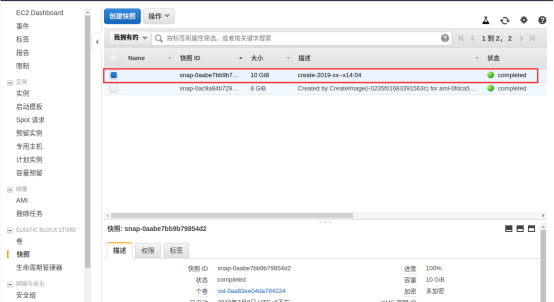 EC2 Dashboard
事件
标签
报告
限制
实例
实例
启动模板
Spot 请求
预留实例
专用主机
计划实例
容量预留
映像
AMI
捆绑任务
ELASTIC BLOCK STORE
卷
快照
生命周期管理器
网络与安全
安全组
创建快照 操作
我拥有的 按标签和属性筛选，或者按关键字搜索 1 到 2，2
Name 快照 ID 大小 描述 状态
snap-0aabe7bb9b7... 10 GiB create-2019-xx--x14:04 completed
snap-0ac9a84b729... 8 GiB Created by CreateImage(i-0235f01683391563c) for ami-0fdca5... completed
快照: snap-0aabe7bb9b79854d2
描述 权限 标签
快照 ID snap-0aabe7bb9b79854d2 进度 100%
状态 completed 容量 10 GiB
个卷 vol-0aa83ee04da784224 加密 未加密